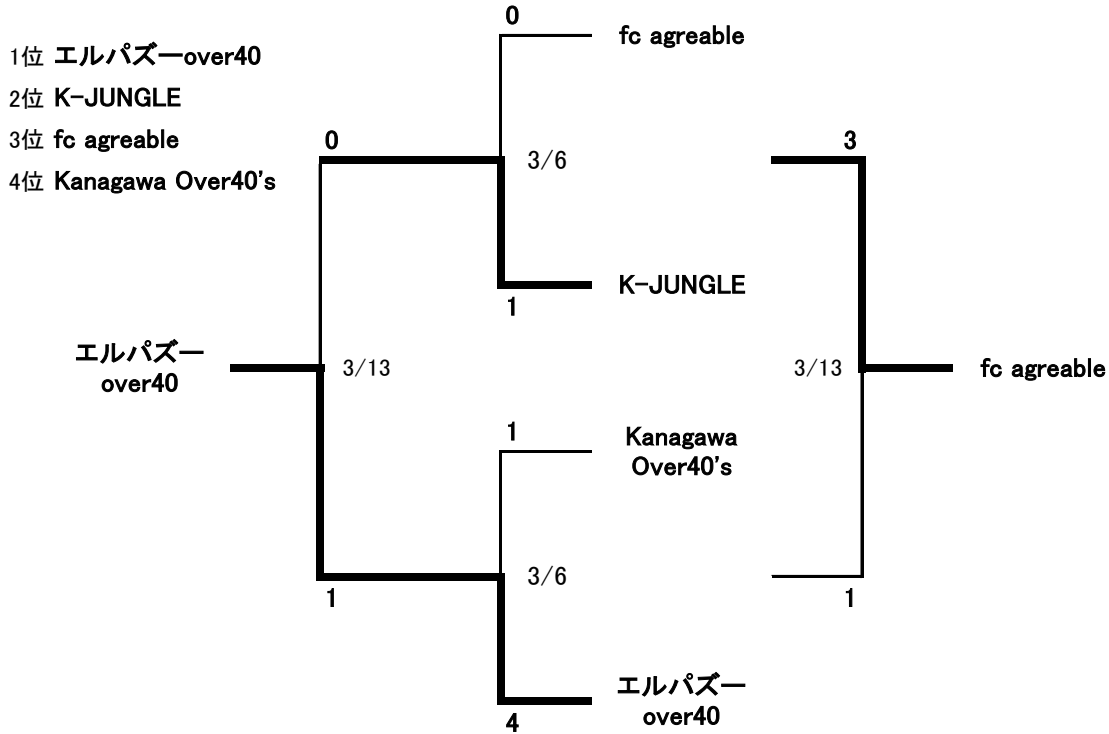 1位 エルパズーover40
2位 K-JUNGLE
3位 fc agreable
4位 Kanagawa Over40's
0
fc agreable
0
3/6
3
K-JUNGLE
1
エルパズー
over40
3/13
3/13
fc agreable
1
Kanagawa
Over40's
3/6
1
1
エルパズー
over40
4